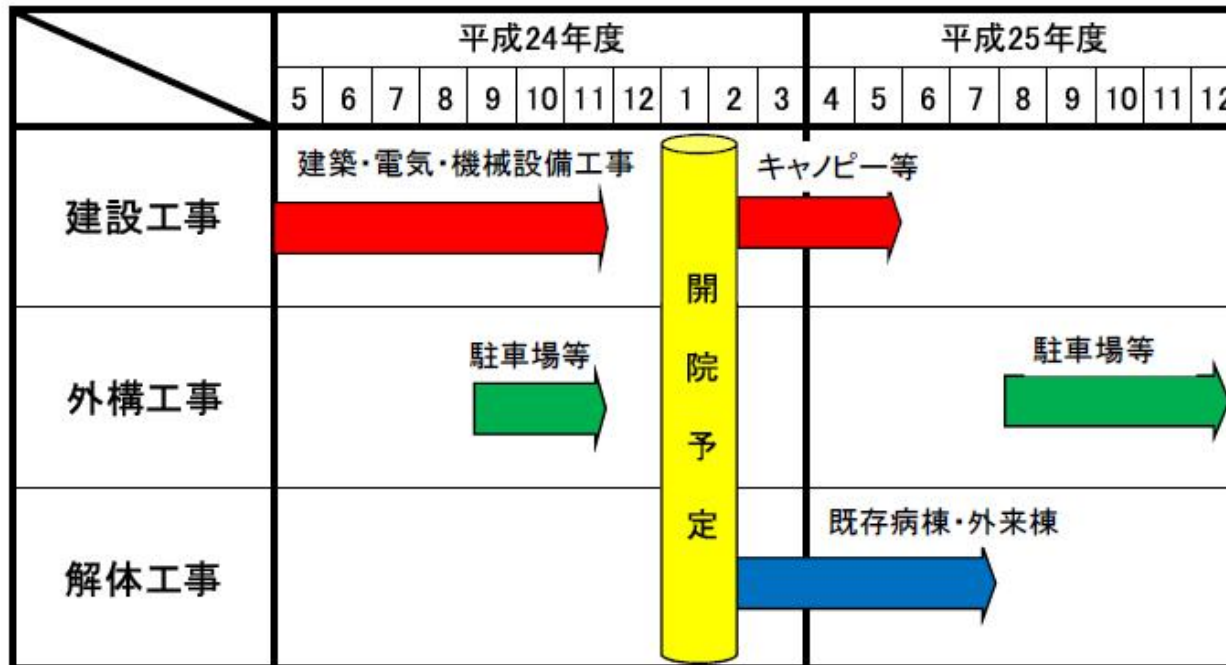 平成24年度 平成25年度
5 6 7 8 9 10 11 12 1 2 3 4 5 6 7 8 9 10 11 12
建設工事
建築・電気・機械設備工事
キャノピー等
開院予定
外構工事
駐車場等
駐車場等
解体工事
既存病棟・外来棟